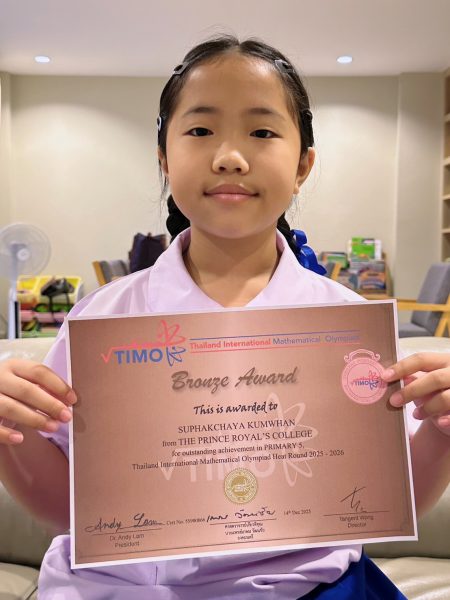 TIMO Thailand International Mathematical Olympiad
Bronze Award
This is awarded to
SUPHAKCHAYA KUMWHAN
from THE PRINCE ROYAL'S COLLEGE
for outstanding achievement in PRIMARY 5,
Thailand International Mathematical Olympiad Heat Round 2025 - 2026
TIMO
TIMO
14th Dec 2025
Dr. Andy Lam
President
Director